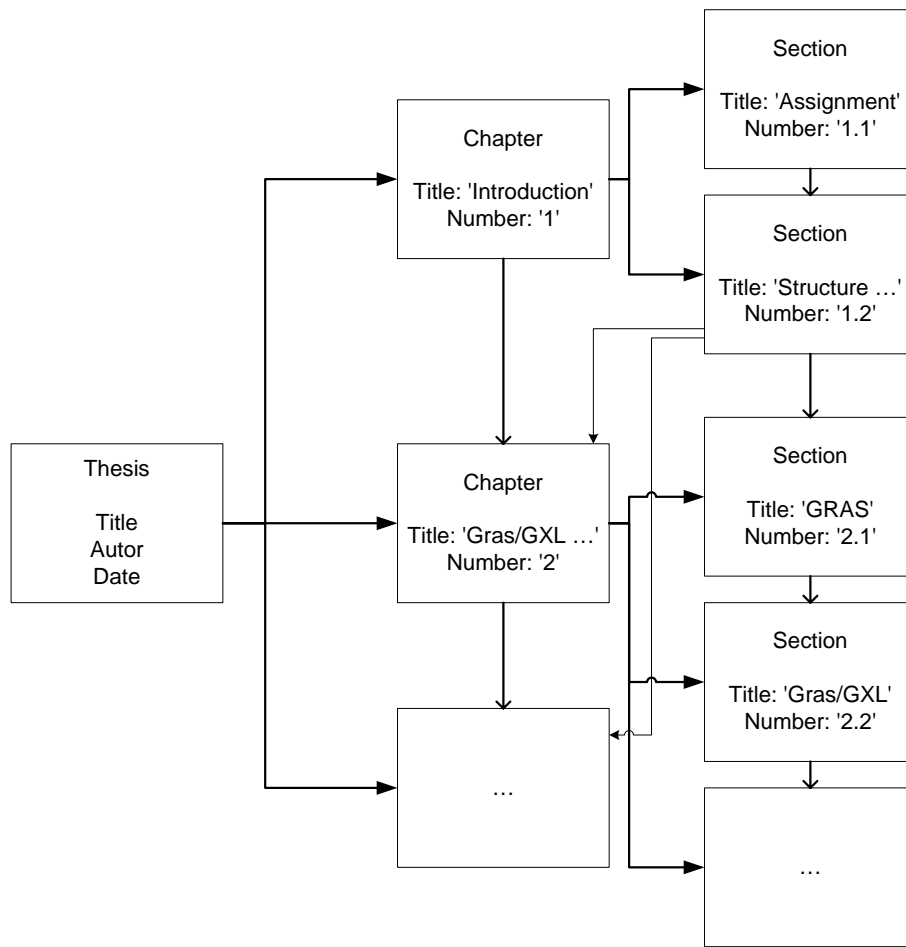 Section
Title: 'Assignment'
Number: '1.1'
Chapter
Title: 'Introduction'
Number: '1'
Section
Title: 'Structure …'
Number: '1.2'
Thesis
Title
Autor
Date
Chapter
Title: 'Gras/GXL …'
Number: '2'
Section
Title: 'GRAS'
Number: '2.1'
Section
Title: 'Gras/GXL'
Number: '2.2'
…
…